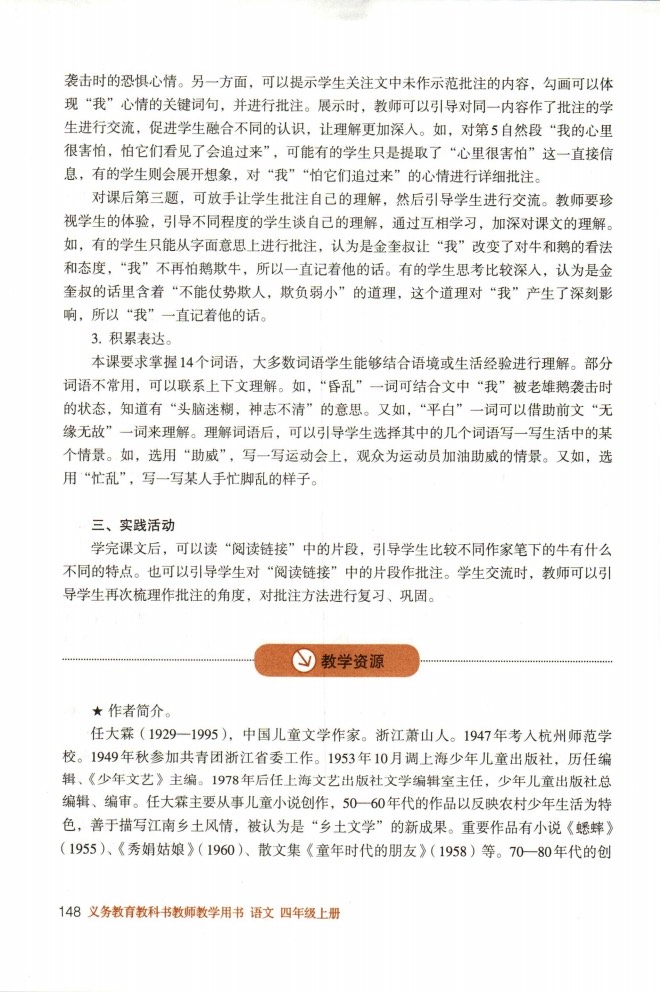 袭击时的恐惧心情。另一方面，可以提示学生关注文中未作示范批注的内容，勾画可以体
现“我”心情的关键词句，并进行批注。展示时，教师可以引导对同一内容作了批注的学
生进行交流，促进学生融合不同的认识，让理解更加深入。如，对第5自然段“我的心里
很害怕，怕它们看见了会追过来”，可能有的学生只是提取了“心里很害怕”这一直接信
息，有的学生则会展开想象，对“我”“怕它们追过来”的心情进行详细批注。
对课后第三题，可放手让学生批注自己的理解，然后引导学生进行交流。教师要珍
视学生的体验，引导不同程度的学生谈自己的理解，通过互相学习，加深对课文的理解。
如，有的学生只能从字面意思上进行批注，认为是金奎叔让“我”改变了对牛和鹅的看法
和态度，“我”不再怕鹅欺牛，所以一直记着他的话。有的学生思考比较深入，认为是金
奎叔的话里含着“不能仗势欺人，欺负弱小”的道理，这个道理对“我”产生了深刻影
响，所以“我”一直记着他的话。
3. 积累表达。
本课要求掌握14个词语，大多数词语学生能够结合语境或生活经验进行理解。部分
词语不常用，可以联系上下文理解。如，“昏乱”一词可结合文中“我”被老雄鹅袭击时
的状态，知道有“头脑迷糊，神志不清”的意思。又如，“平白”一词可以借助前文“无
缘无故”一词来理解。理解词语后，可以引导学生选择其中的几个词语写一写生活中的某
个情景。如，选用“助威”，写一写运动会上，观众为运动员加油助威的情景。又如，选
用“忙乱”，写一写某人手忙脚乱的样子。
三、实践活动
学完课文后，可以读“阅读链接”中的片段，引导学生比较不同作家笔下的牛有什么
不同的特点。也可以引导学生对“阅读链接”中的片段作批注。学生交流时，教师可以引
导学生再次梳理作批注的角度，对批注方法进行复习、巩固。
教学资源
★ 作者简介。
任大霖（1929—1995），中国儿童文学作家。浙江萧山人。1947年考入杭州师范学
校。1949年秋参加共青团浙江省委工作。1953年10月调上海少年儿童出版社，历任编
辑、《少年文艺》主编。1978年后任上海文艺出版社文学编辑室主任，少年儿童出版社总
编辑、编审。任大霖主要从事儿童小说创作，50—60年代的作品以反映农村少年生活为特
色，善于描写江南乡土风情，被认为是“乡土文学”的新成果。重要作品有小说《蟋蟀》
（1955）、《秀娟姑娘》（1960）、散文集《童年时代的朋友》（1958）等。70—80年代的创
148 义务教育教科书教师教学用书 语文 四年级上册